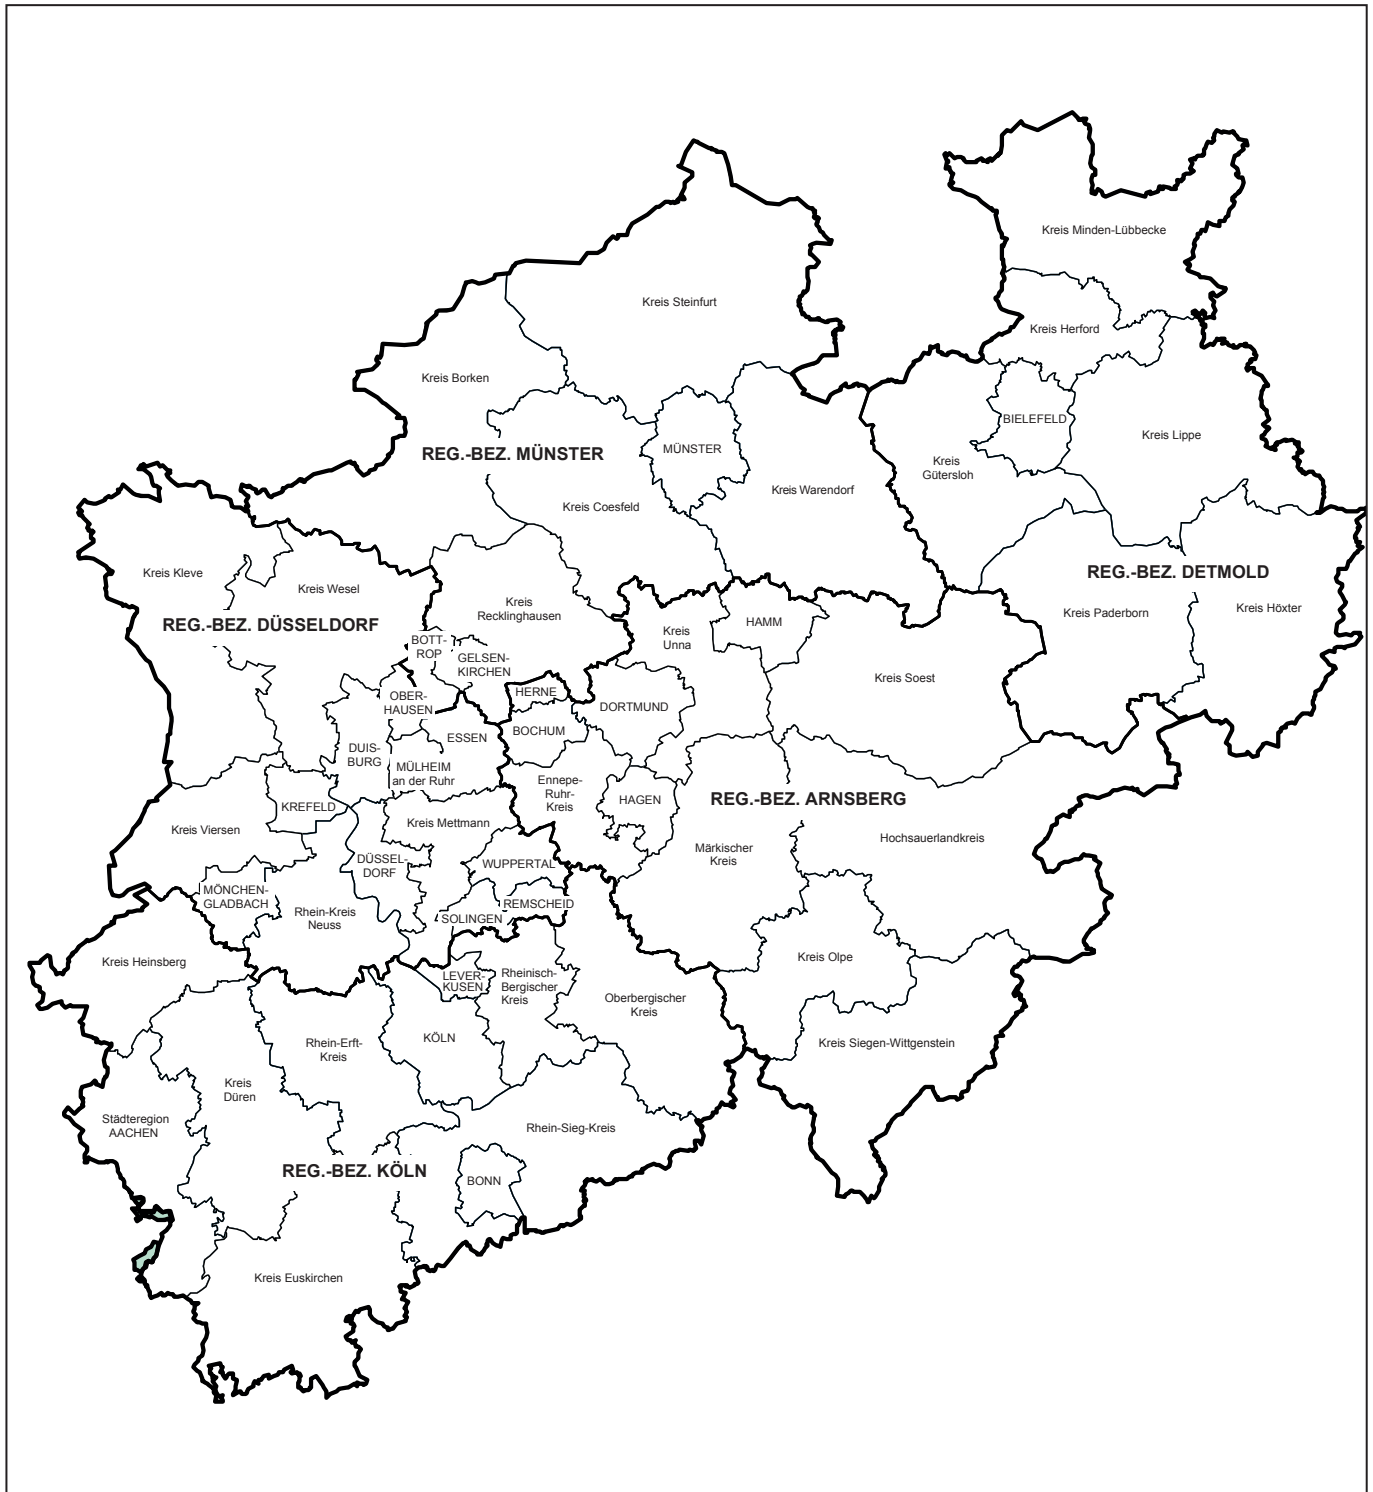 Kreis Minden-Lübbecke
Kreis Steinfurt
Kreis Herford
Kreis Borken
BIELEFELD
Kreis Lippe
MÜNSTER
REG.-BEZ. MÜNSTER
Kreis
Gütersloh
Kreis Warendorf
Kreis Coesfeld
Kreis Kleve
REG.-BEZ. DETMOLD
Kreis Wesel
Kreis
Recklinghausen
Kreis Paderborn
Kreis Höxter
REG.-BEZ. DÜSSELDORF
HAMM
Kreis
Unna
BOTT-
ROP
GELSEN-
KIRCHEN
Kreis Soest
HERNE
OBER-
HAUSEN
DORTMUND
BOCHUM
ESSEN
DUIS-
BURG
MÜLHEIM
an der Ruhr
Ennepe-
Ruhr-
Kreis
HAGEN
REG.-BEZ. ARNSBERG
KREFELD
Kreis Mettmann
Kreis Viersen
Hochsauerlandkreis
Märkischer
Kreis
DÜSSEL-
DORF
WUPPERTAL
MÖNCHEN-
GLADBACH
REMSCHEID
Rhein-Kreis
Neuss
SOLINGEN
Kreis Heinsberg
Kreis Olpe
LEVER-
KUSEN
Rheinisch-
Bergischer
Kreis
Oberbergischer
Kreis
KÖLN
Rhein-Erft-
Kreis
Kreis Siegen-Wittgenstein
Kreis
Düren
Städteregion
AACHEN
Rhein-Sieg-Kreis
REG.-BEZ. KÖLN
BONN
Kreis Euskirchen